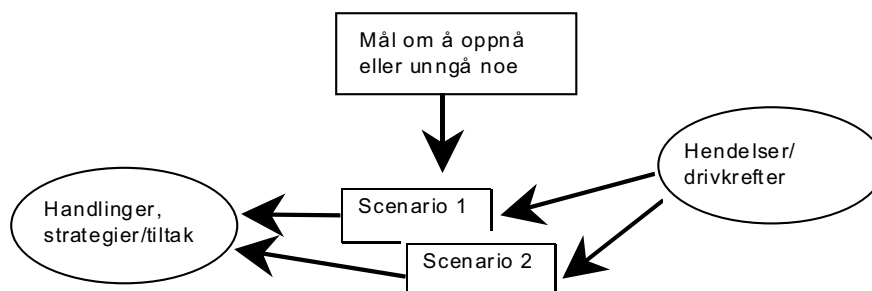 Mål om å oppnå
eller unngå noe
Hendelser/
drivkrefter
Handlinger,
strategier/tiltak
Scenario 1
Scenario 2